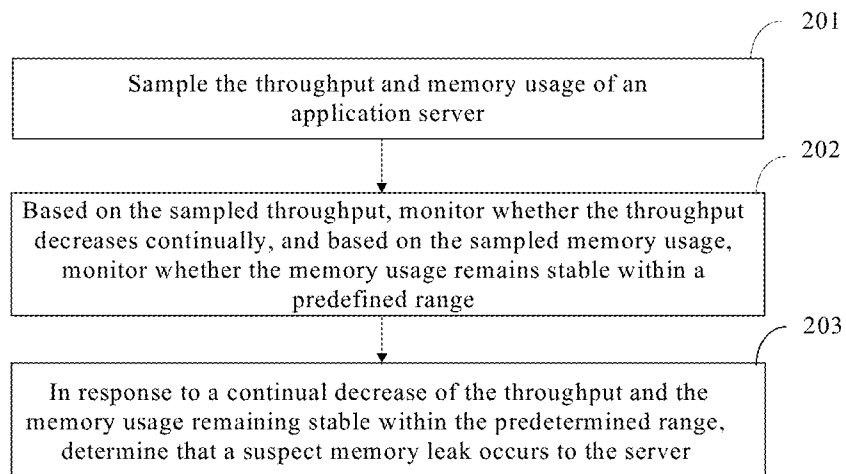 201
Sample the throughput and memory usage of an
application server
202
Based on the sampled throughput, monitor whether the throughput
decreases continually, and based on the sampled memory usage,
monitor whether the memory usage remains stable within a
predefined range
203
In response to a continual decrease of the throughput and the
memory usage remaining stable within the predetermined range,
determine that a suspect memory leak occurs to the server